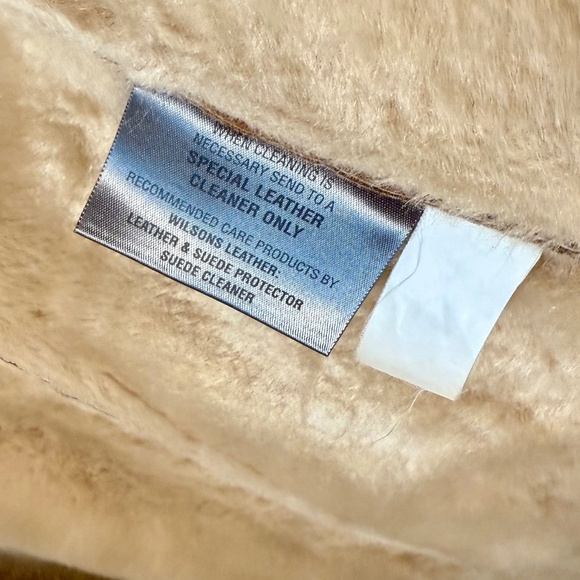 WHEN CLEANING IS
NECESSARY SEND TO A
SPECIAL LEATHER
CLEANER ONLY
RECOMMENDED CARE PRODUCTS BY
WILSONS LEATHER:
LEATHER & SUEDE PROTECTOR
SUEDE CLEANER